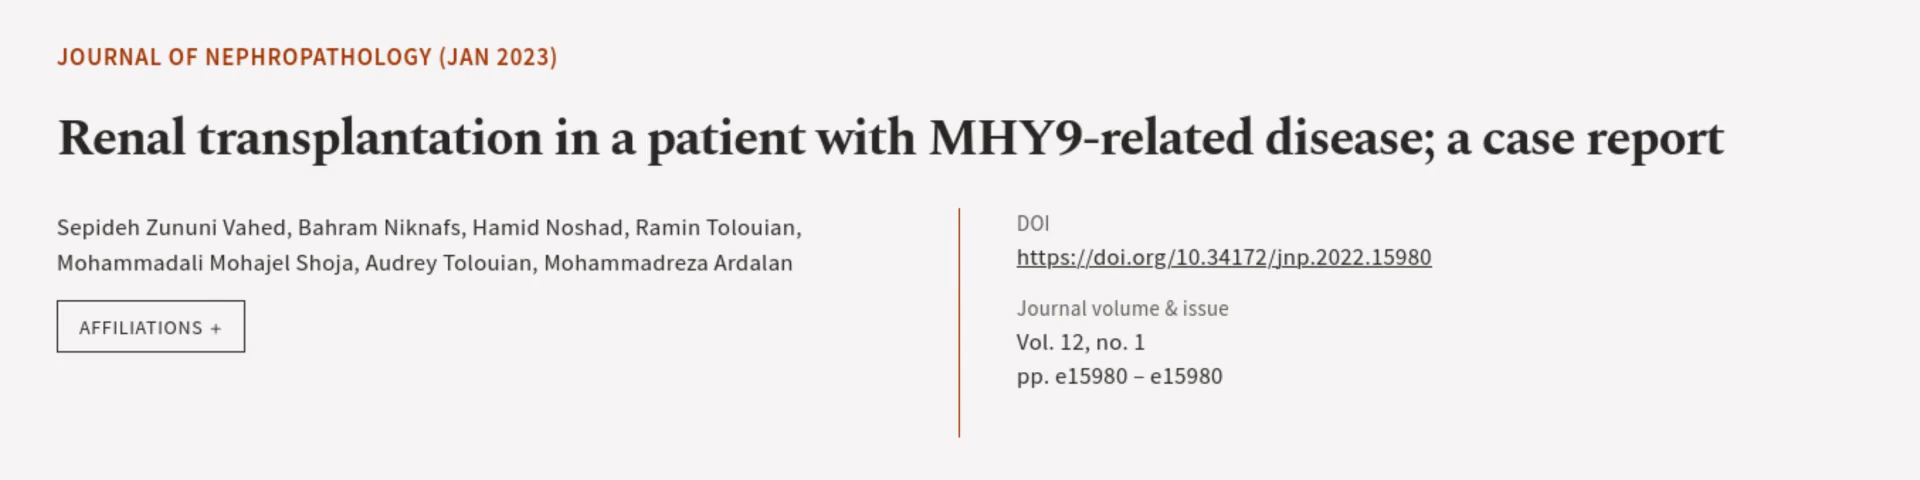 JOURNAL OF NEPHROPATHOLOGY (JAN 2023)
Renal transplantation in a patient with MHY9-related disease; a case report
Sepideh Zununi Vahed, Bahram Niknafs, Hamid Noshad, Ramin Tolouian,
Mohammadali Mohajel Shoja, Audrey Tolouian, Mohammadreza Ardalan
AFFILIATIONS +
DOI
https://doi.org/10.34172/jnp.2022.15980
Journal volume & issue
Vol. 12, no. 1
pp. e15980 – e15980